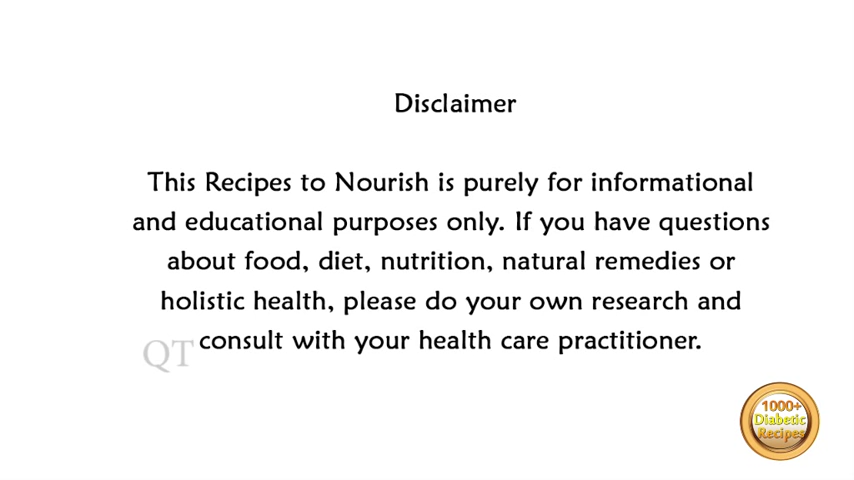 Disclaimer
This Recipes to Nourish is purely for informational
and educational purposes only. If you have questions
about food, diet, nutrition, natural remedies or
holistic health, please do your own research and
consult with your health care practitioner.
QT
1000+
Diabetic
Recipes